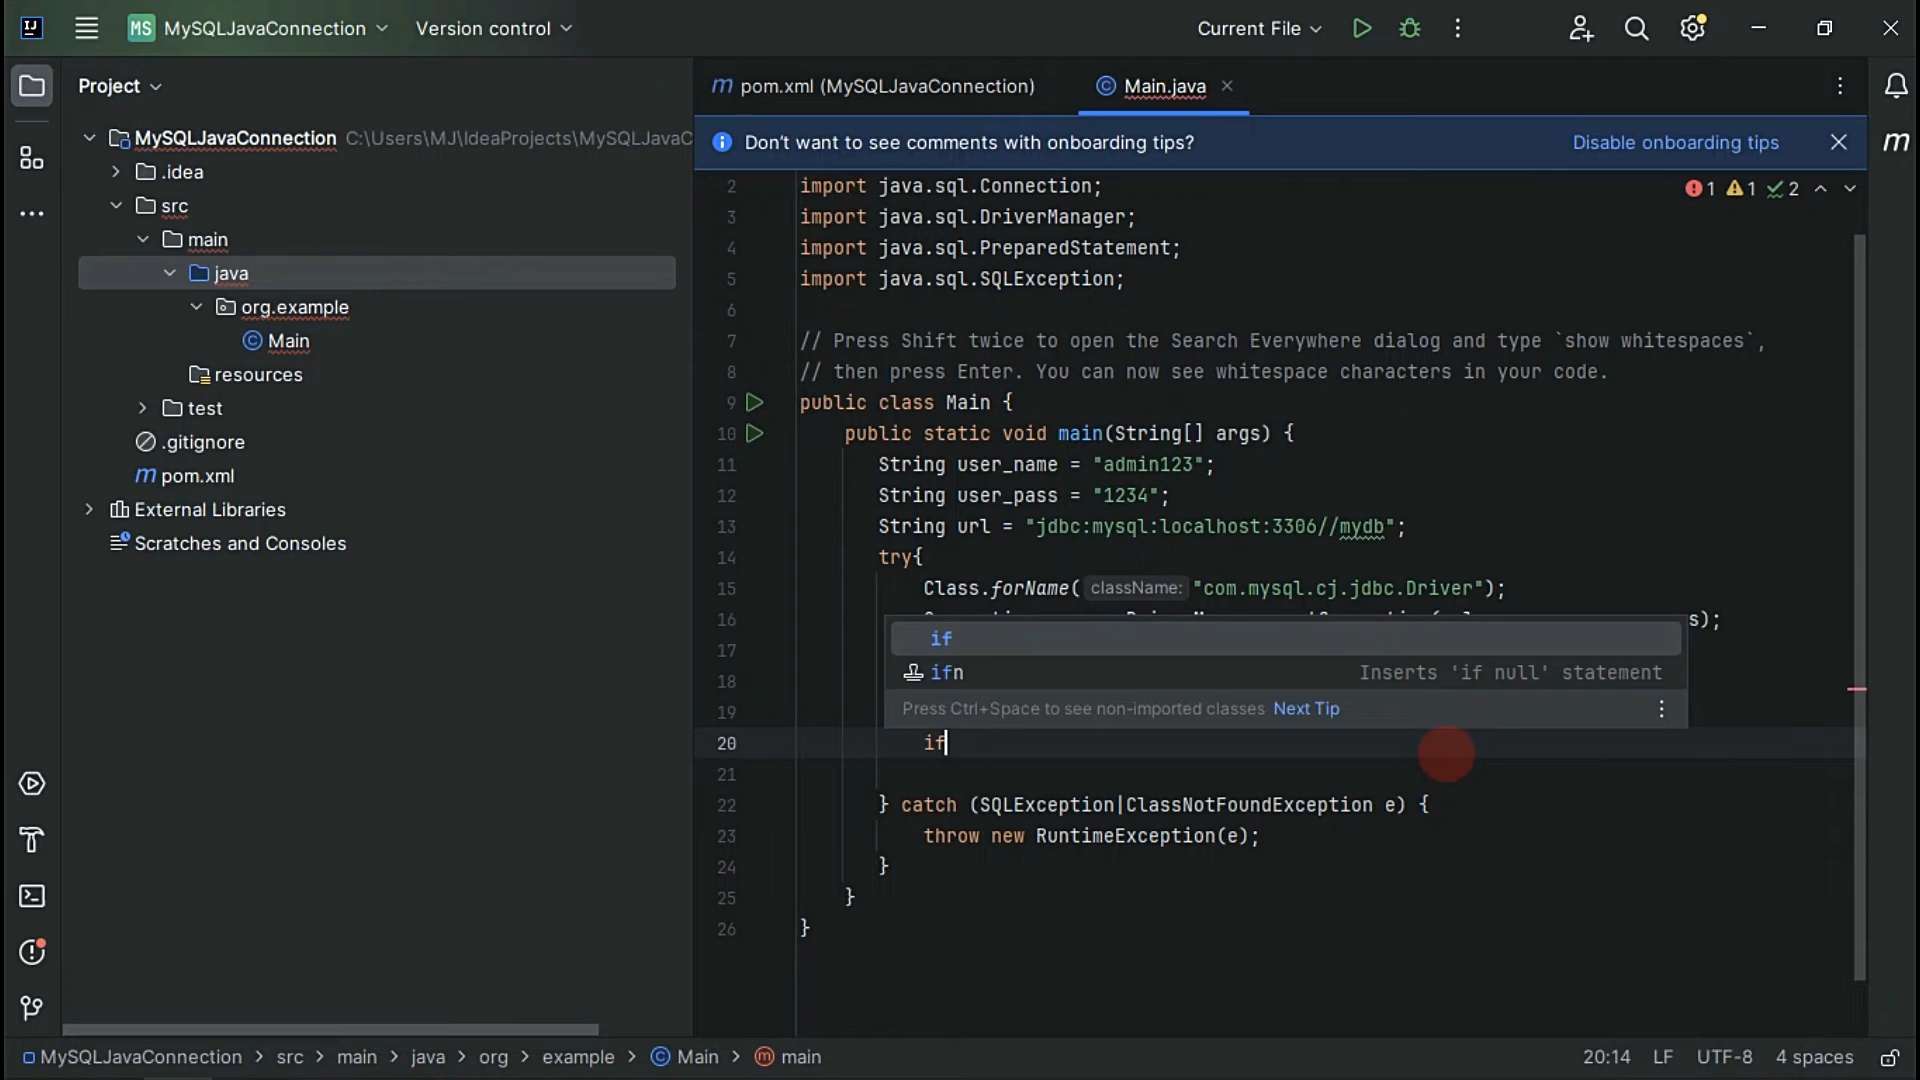 IJ MS MySQLJavaConnection Version control Current File
Project
pom.xml (MySQLJavaConnection) Main.java
MySQLJavaConnection C:\Users\MJ\IdeaProjects\MySQLJavaC
.idea
src
main
java
org.example
Main
resources
test
.gitignore
pom.xml
External Libraries
Scratches and Consoles
Don't want to see comments with onboarding tips? Disable onboarding tips
1 1 2
2 import java.sql.Connection;
3 import java.sql.DriverManager;
4 import java.sql.PreparedStatement;
5 import java.sql.SQLException;
6
7 // Press Shift twice to open the Search Everywhere dialog and type `show whitespaces`,
8 // then press Enter. You can now see whitespace characters in your code.
9 public class Main {
10 public static void main(String[] args) {
11 String user_name = "admin123";
12 String user_pass = "1234";
13 String url = "jdbc:mysql:localhost:3306//mydb";
14 try{
15 Class.forName( className: "com.mysql.cj.jdbc.Driver");
16 s);
17
18
19
if
ifn Inserts 'if null' statement
Press Ctrl+Space to see non-imported classes Next Tip
20 if
21
22 } catch (SQLException|ClassNotFoundException e) {
23 throw new RuntimeException(e);
24 }
25 }
26 }
MySQLJavaConnection > src > main > java > org > example > Main > main 20:14 LF UTF-8 4 spaces